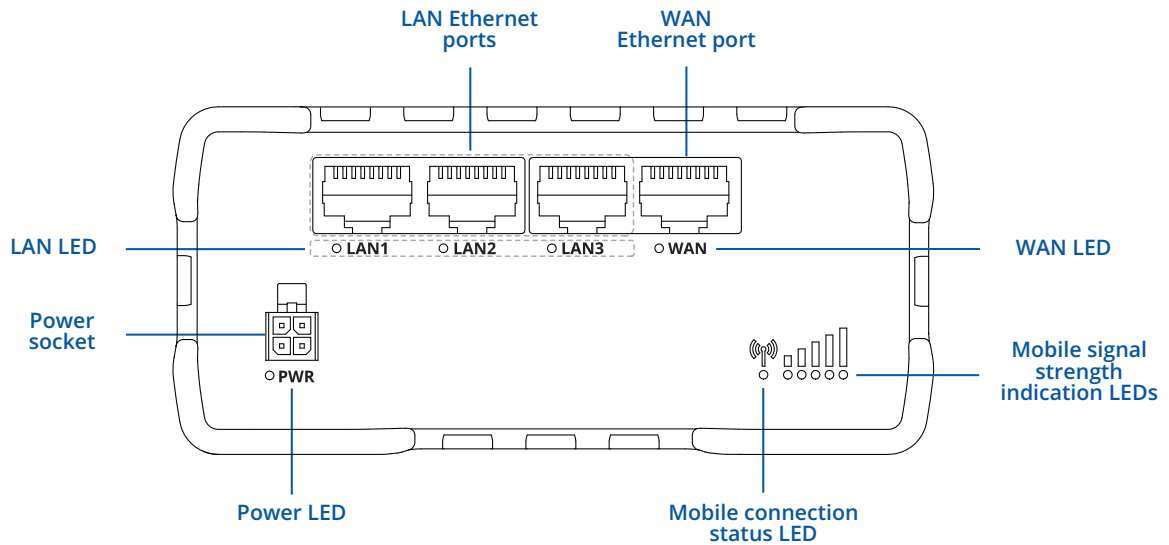 LAN Ethernet
ports
WAN
Ethernet port
LAN LED
LAN1
LAN2
LAN3
WAN
WAN LED
Power
socket
PWR
Mobile signal
strength
indication LEDs
Power LED
Mobile connection
status LED